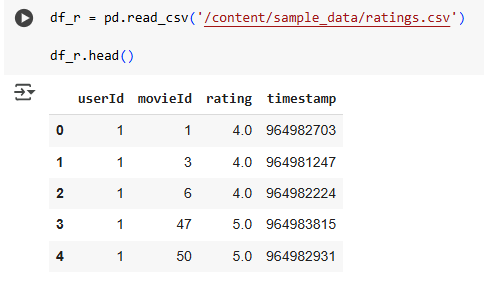 df_r = pd.read_csv('/content/sample_data/ratings.csv')
df_r.head()
userId movieId rating timestamp
0 1 1 4.0 964982703
1 1 3 4.0 964981247
2 1 6 4.0 964982224
3 1 47 5.0 964983815
4 1 50 5.0 964982931